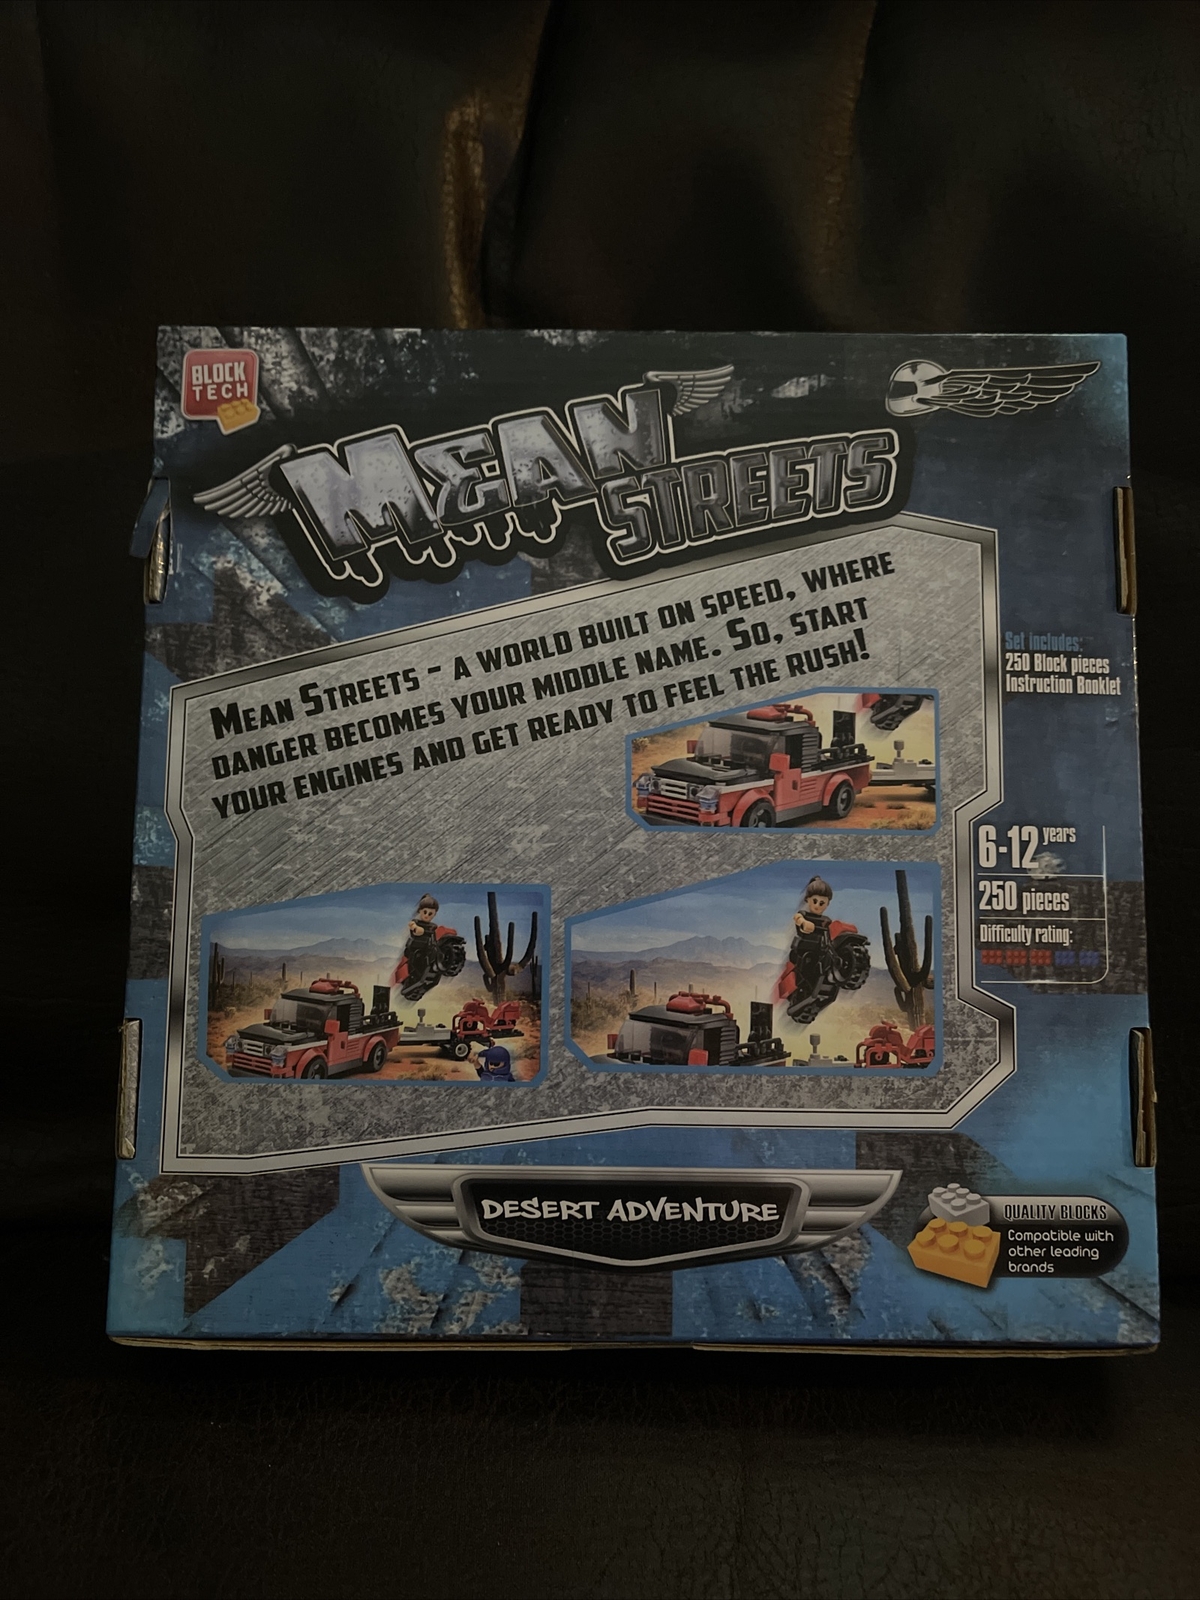 BLOCK
TECH
MEAN
STREETS
MEAN STREETS - A WORLD BUILT ON SPEED, WHERE
DANGER BECOMES YOUR MIDDLE NAME. SO, START
YOUR ENGINES AND GET READY TO FEEL THE RUSH!
Set includes:
250 Block pieces
Instruction Booklet
6-12 years
250 pieces
Difficulty rating:
DESERT ADVENTURE
QUALITY BLOCKS
Compatible with
other leading
brands